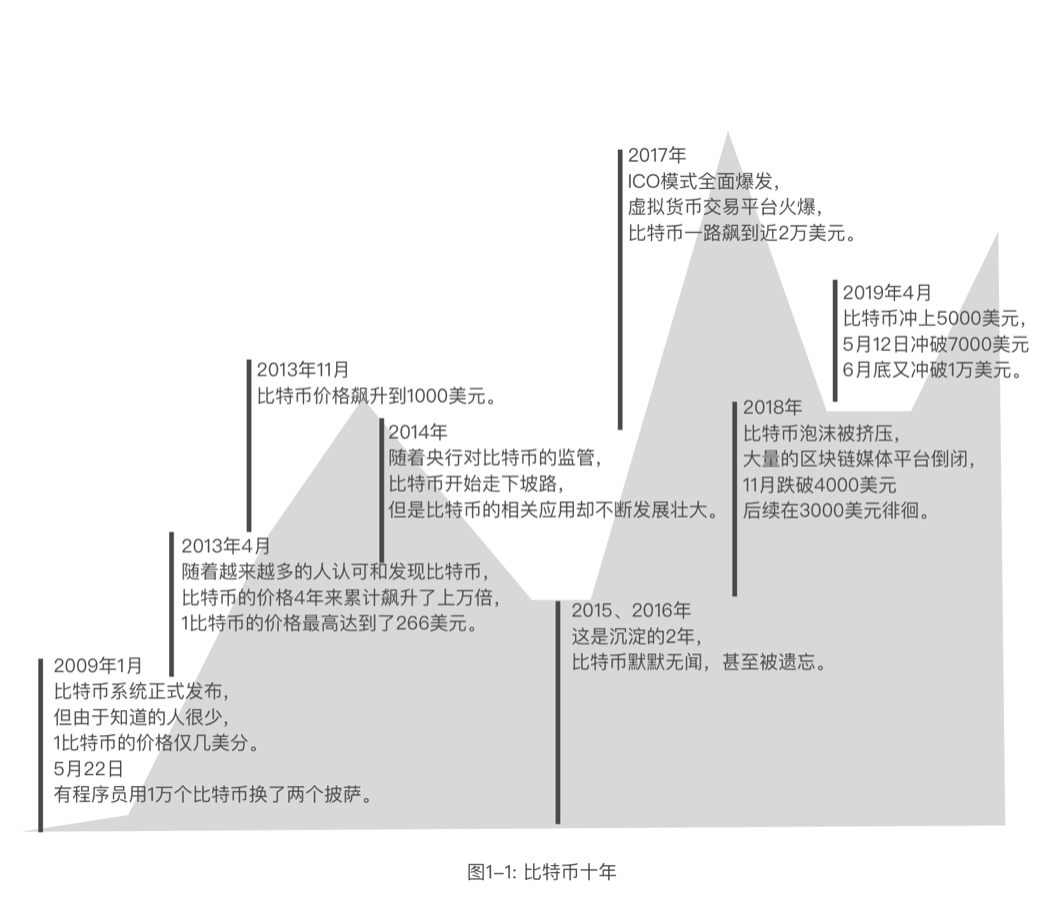 2009年1月
比特币系统正式发布，
但由于知道的人很少，
1比特币的价格仅几美分。
5月22日
有程序员用1万个比特币换了两个披萨。
2013年4月
随着越来越多的人认可和发现比特币，
比特币的价格4年来累计飙升了上万倍，
1比特币的价格最高达到了266美元。
2013年11月
比特币价格飙升到1000美元。
2014年
随着央行对比特币的监管，
比特币开始走下坡路，
但是比特币的相关应用却不断发展壮大。
2015、2016年
这是沉淀的2年，
比特币默默无闻，甚至被遗忘。
2017年
ICO模式全面爆发，
虚拟货币交易平台火爆，
比特币一路飙到近2万美元。
2018年
比特币泡沫被挤压，
大量的区块链媒体平台倒闭，
11月跌破4000美元
后续在3000美元徘徊。
2019年4月
比特币冲上5000美元，
5月12日冲破7000美元
6月底又冲破1万美元。
图1-1: 比特币十年